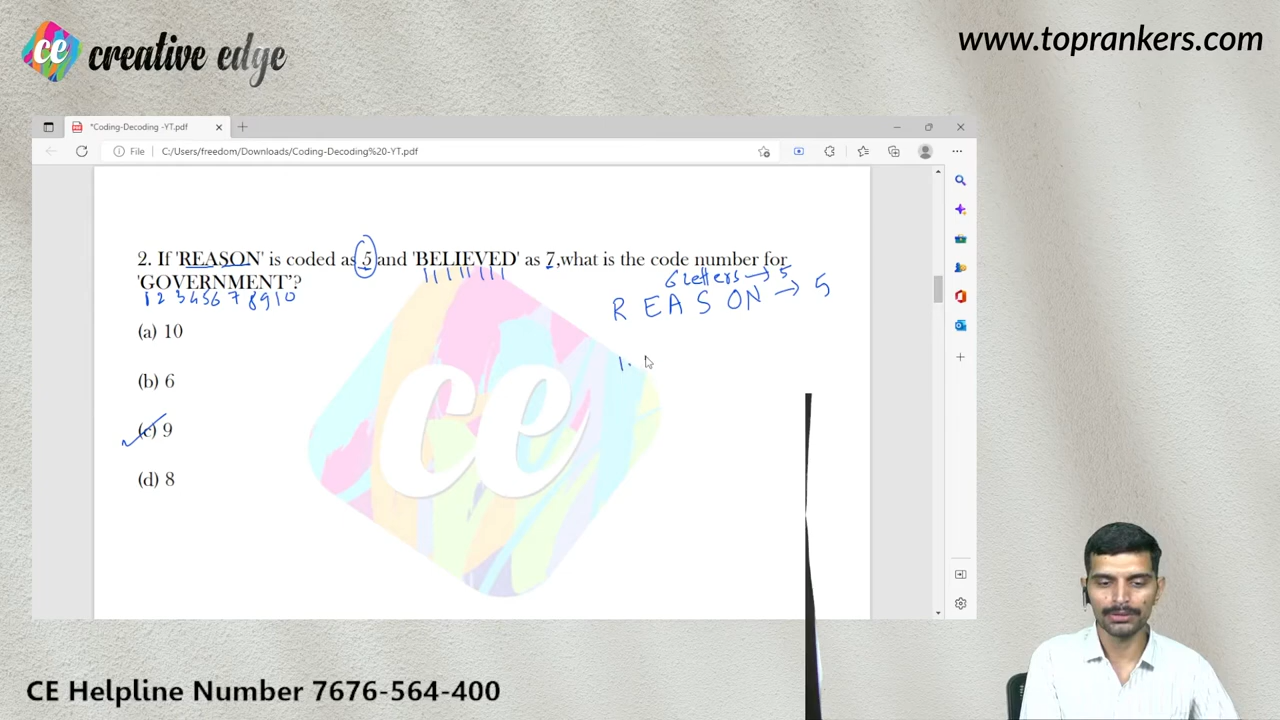 ce creative edge
www.toprankers.com
*Coding-Decoding -YT.pdf
File C:/Users/freedom/Downloads/Coding-Decoding%20-YT.pdf
2. If 'REASON' is coded as 5 and 'BELIEVED' as 7,what is the code number for
'GOVERNMENT'?
1 2 3 4 5 6 7 8 9 10
6 letters → 5
R E A S O N → 5
1.
(a) 10
(b) 6
(c) 9
(d) 8
ce
CE Helpline Number 7676-564-400